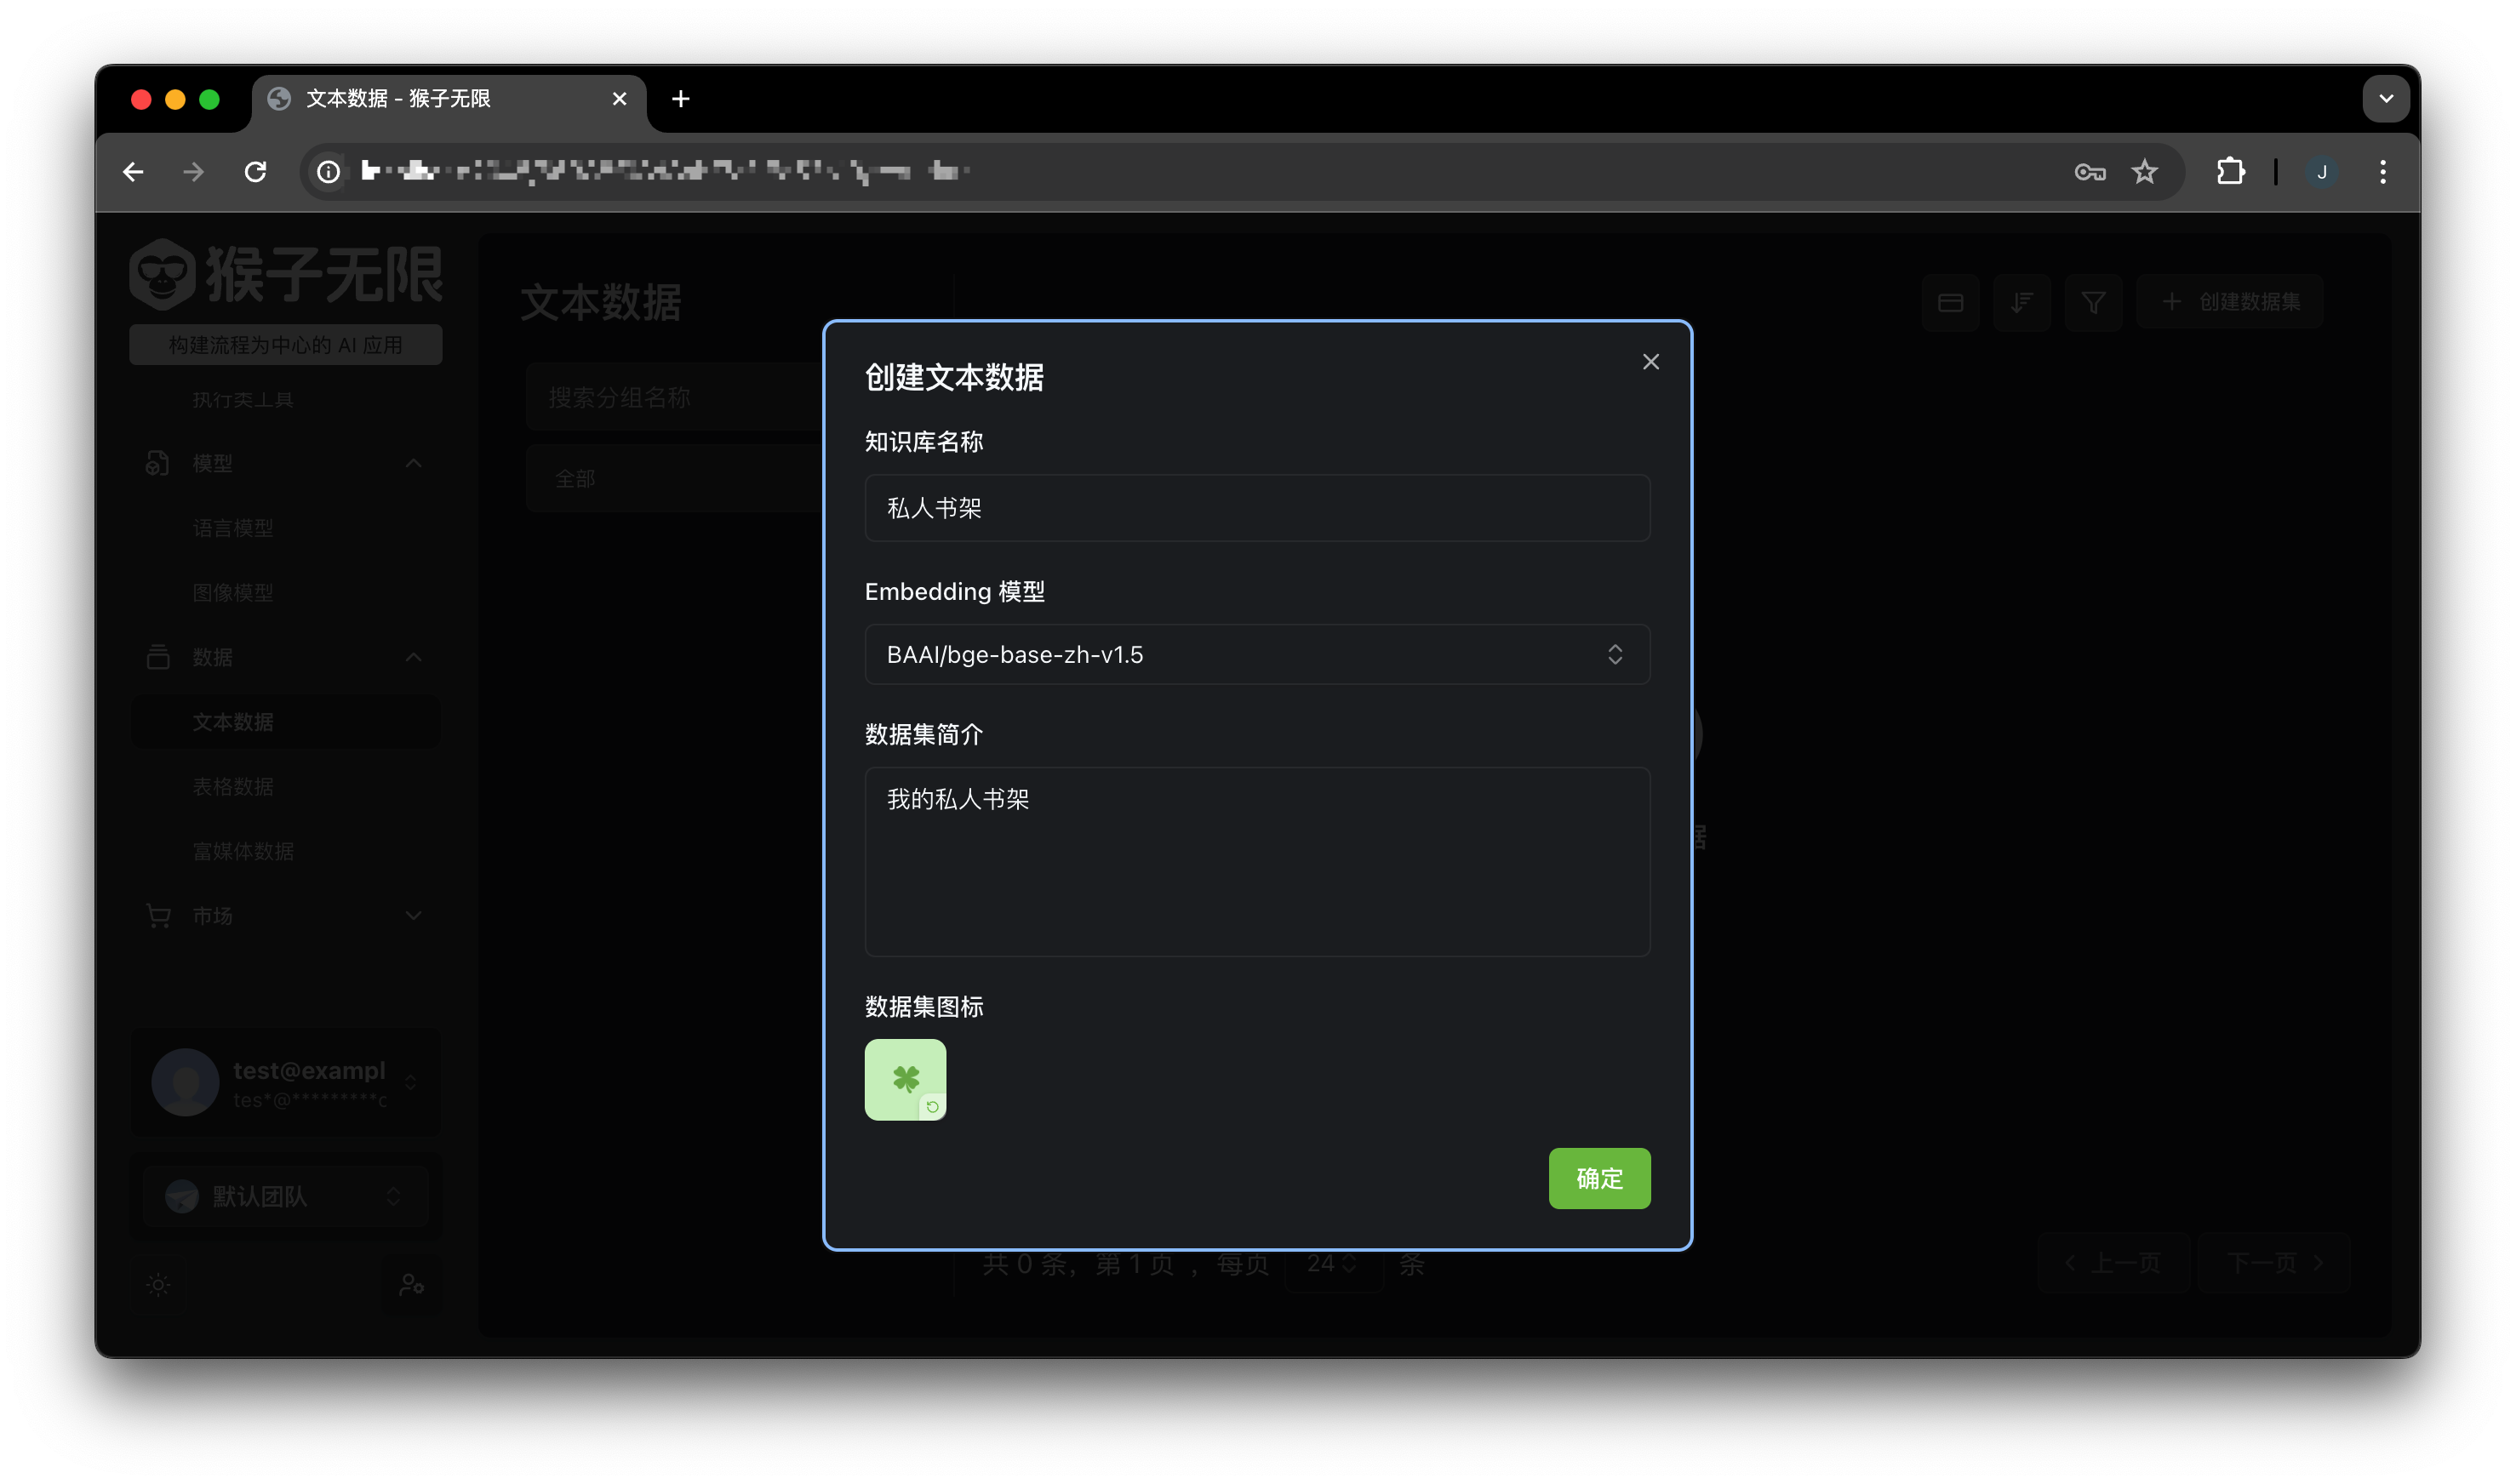 文本数据 - 猴子无限
J
猴子无限
构建流程为中心的 AI 应用
执行类工具
模型
语言模型
图像模型
数据
文本数据
表格数据
富媒体数据
市场
test@exampl
tes*@*********c
默认团队
文本数据
创建数据集
搜索分组名称
全部
创建文本数据
知识库名称
私人书架
Embedding 模型
BAAI/bge-base-zh-v1.5
数据集简介
我的私人书架
数据集图标
确定
据
共 0 条，第 1 页 ，每页 24 条
上一页
下一页